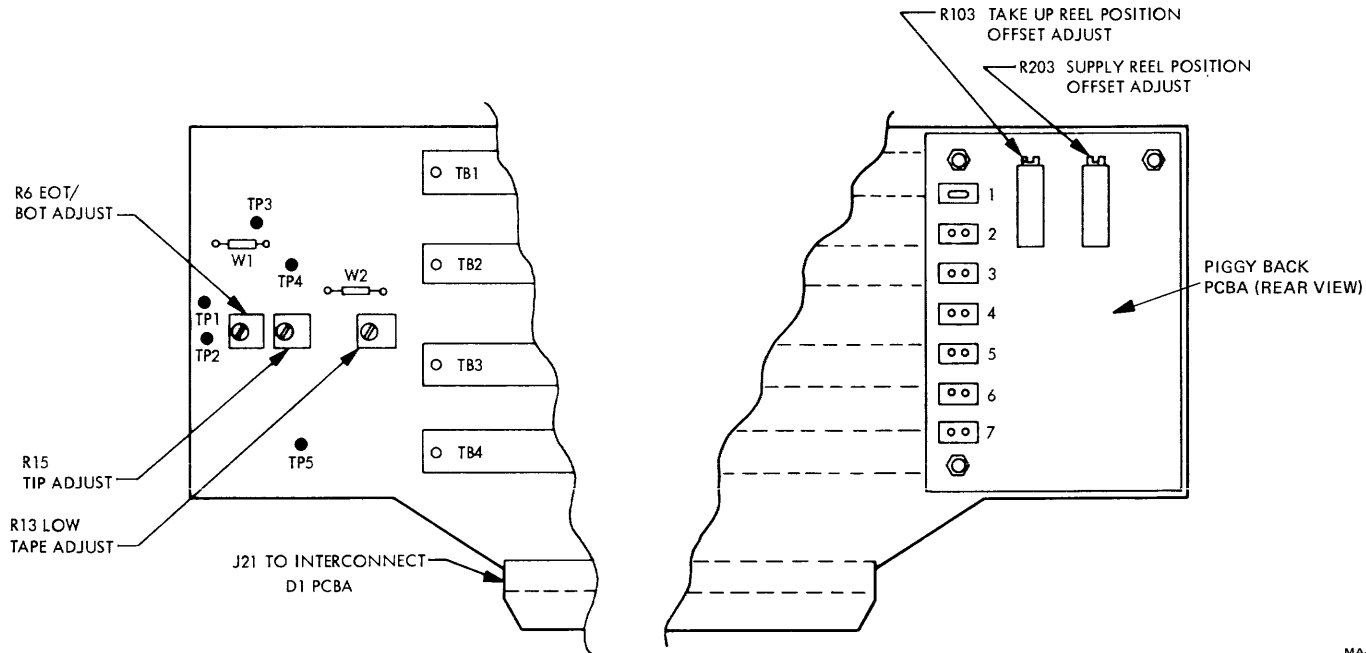 R103 TAKE UP REEL POSITION
OFFSET ADJUST
R203 SUPPLY REEL POSITION
OFFSET ADJUST
R6 EOT/
BOT ADJUST
TP3
W1
TP4
W2
TP1
TP2
TB1
TB2
TB3
TB4
TP5
R15
TIP ADJUST
R13 LOW
TAPE ADJUST
J21 TO INTERCONNECT
D1 PCBA
1
2
3
4
5
6
7
PIGGY BACK
PCBA (REAR VIEW)